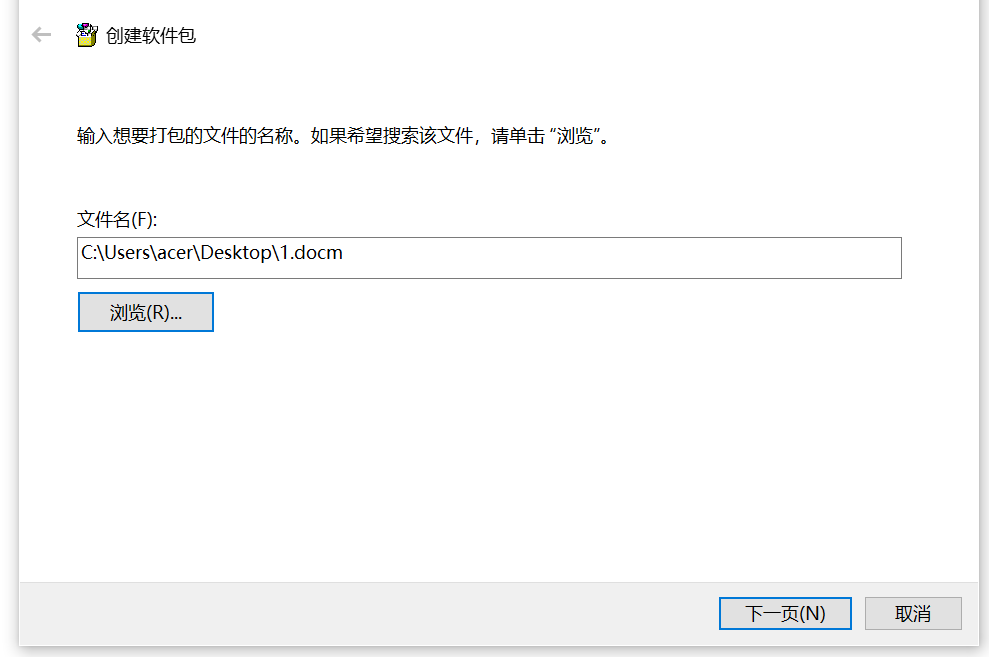 创建软件包
输入想要打包的文件的名称。如果希望搜索该文件，请单击 “浏览”。
文件名(F):
C:\Users\acer\Desktop\1.docm
浏览(R)...
下一页(N)
取消